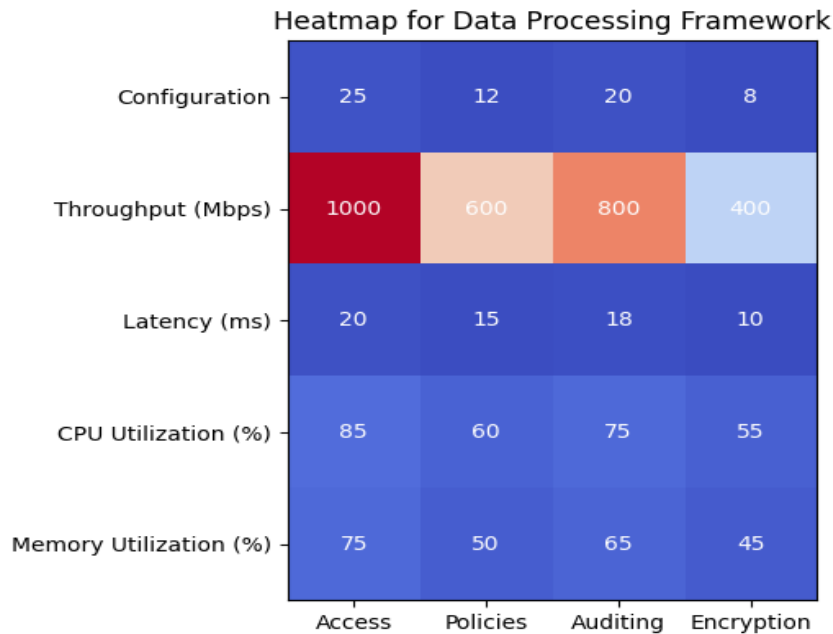 Heatmap for Data Processing Framework
Configuration 25 12 20 8
Throughput (Mbps) 1000 600 800 400
Latency (ms) 20 15 18 10
CPU Utilization (%) 85 60 75 55
Memory Utilization (%) 75 50 65 45
Access Policies Auditing Encryption